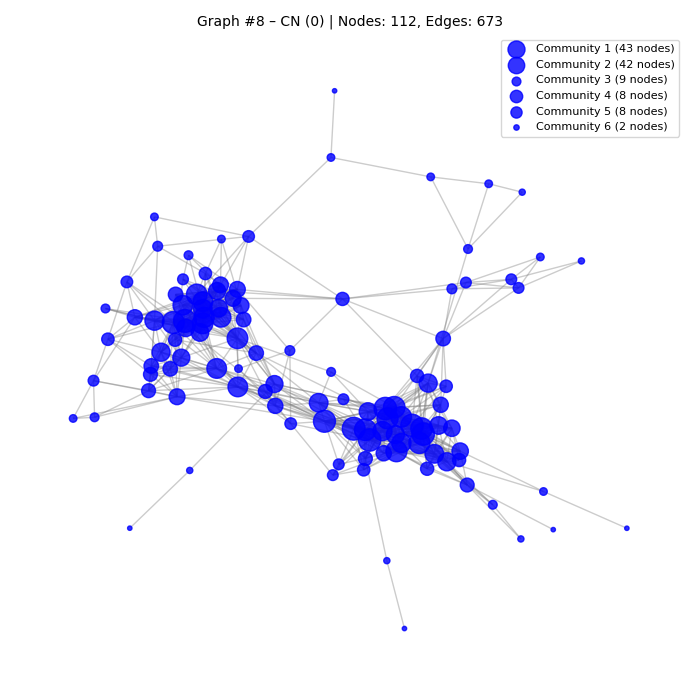 Graph #8 – CN (0) | Nodes: 112, Edges: 673
Community 1 (43 nodes)
Community 2 (42 nodes)
Community 3 (9 nodes)
Community 4 (8 nodes)
Community 5 (8 nodes)
Community 6 (2 nodes)